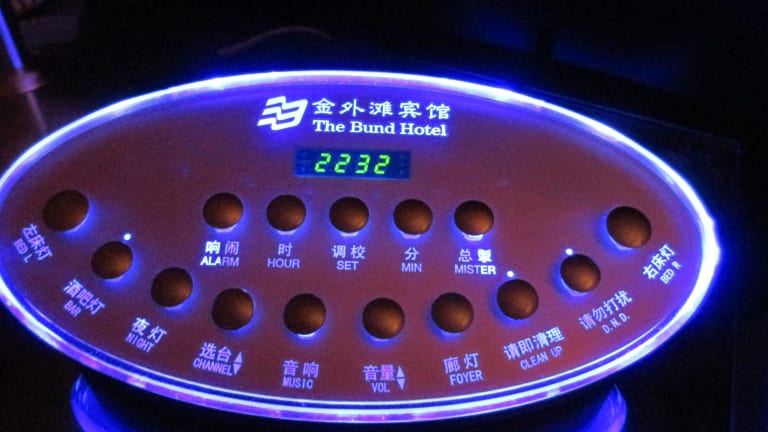 金外滩宾馆
The Bund Hotel
2232
左床灯
BED L
响闹
ALARM
时
HOUR
调校
SET
分
MIN
总掣
MISTER
右床灯
BED R
酒吧灯
BAR
夜灯
NIGHT
选台
CHANNEL
音响
MUSIC
音量
VOL
廊灯
FOYER
请即清理
CLEAN UP
请勿打扰
D.N.D.